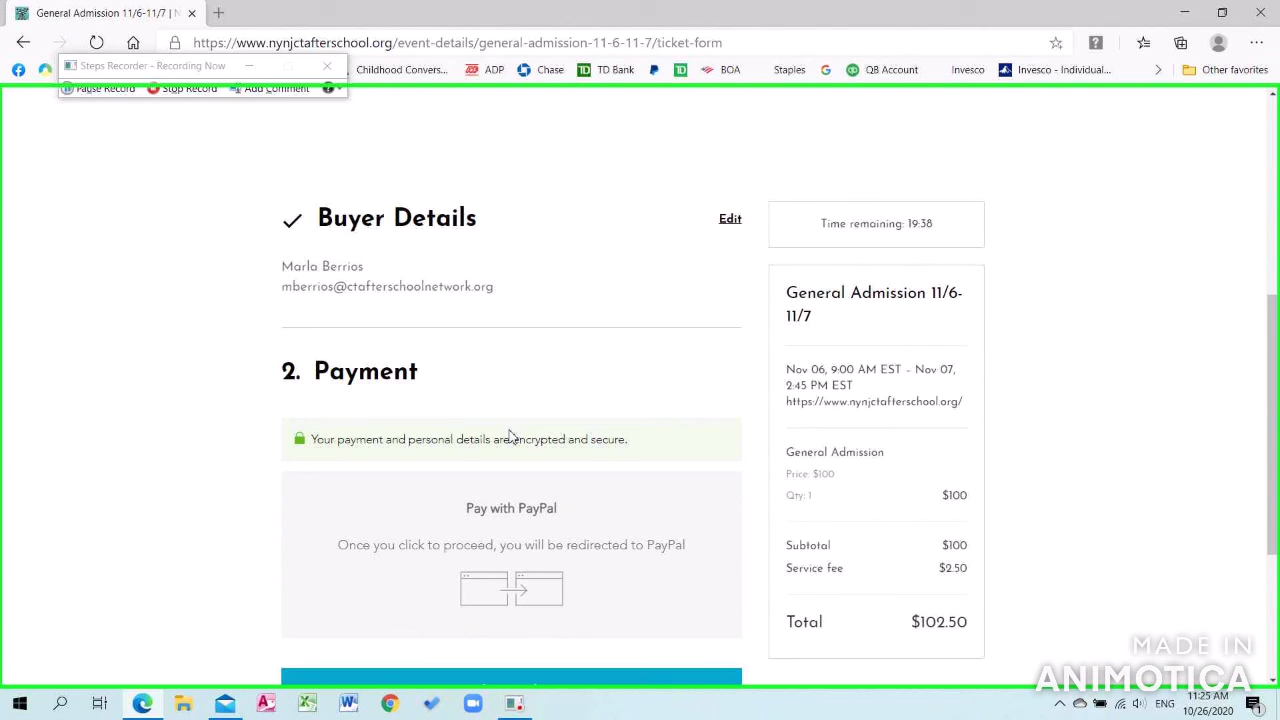 General Admission 11/6-11/7 | N
https://www.nynjctafterschool.org/event-details/general-admission-11-6-11-7/ticket-form
Steps Recorder - Recording Now
Childhood Convers...
ADP
Chase
TD Bank
BOA
Staples
QB Account
Invesco
Invesco - Individual...
Other favorites
Pause Record
Stop Record
Add Comment
Buyer Details
Edit
Marla Berrios
mberrios@ctafterschoolnetwork.org
2. Payment
Your payment and personal details are encrypted and secure.
Pay with PayPal
Once you click to proceed, you will be redirected to PayPal
Time remaining: 19:38
General Admission 11/6-
11/7
Nov 06, 9:00 AM EST - Nov 07,
2:45 PM EST
https://www.nynjctafterschool.org/
General Admission
Price: $100
Qty: 1 $100
Subtotal $100
Service fee $2.50
Total $102.50
MADE IN
ANIMOTICA
ENG
11:25 AM
10/26/2020